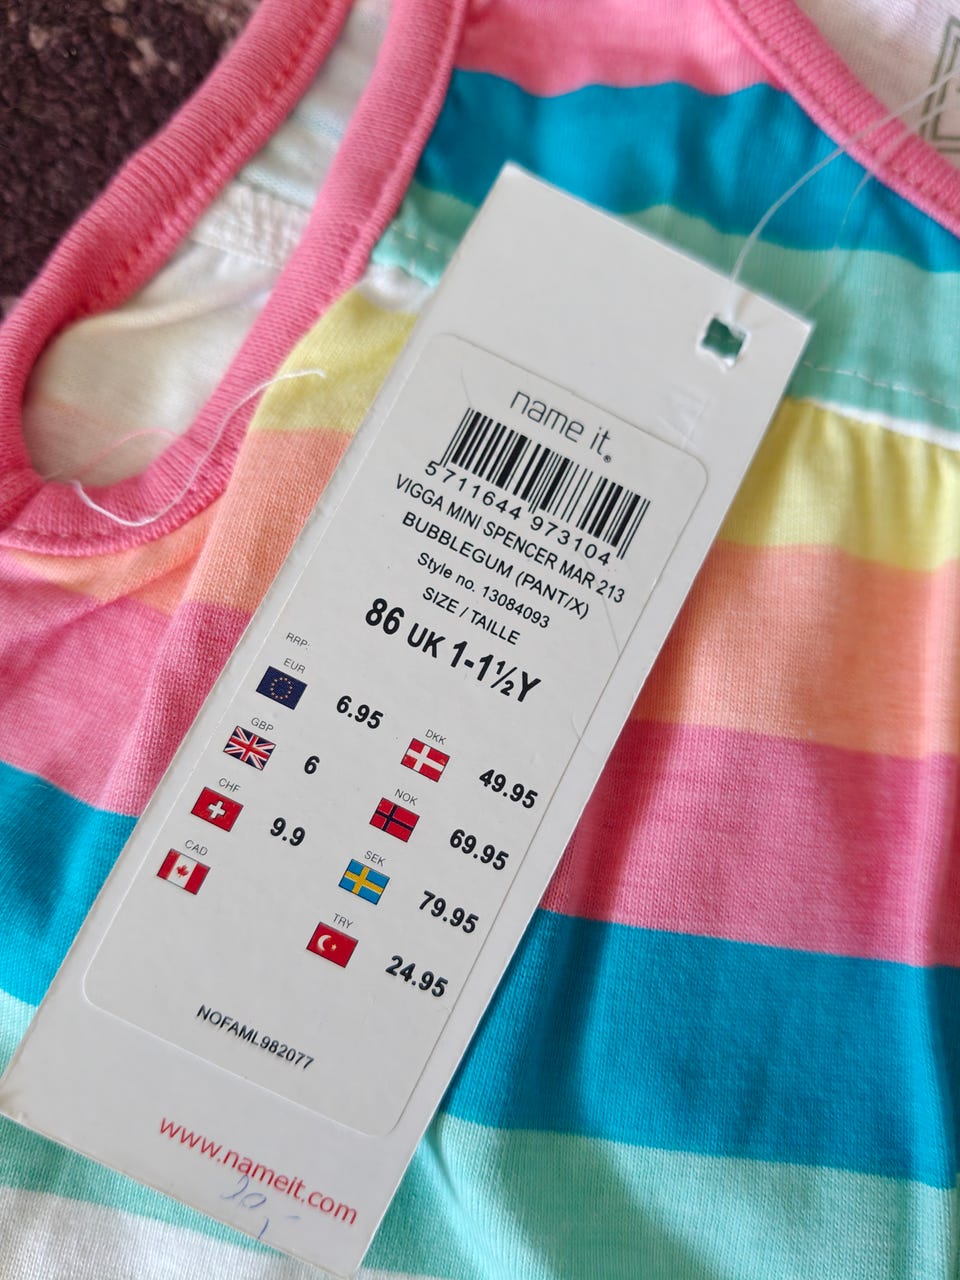 name it®
5711644 973104
VIGGA MINI SPENCER MAR 213
BUBBLEGUM (PANT/X)
Style no. 13084093
SIZE / TAILLE
86 UK 1-1½Y
RRP:
EUR 6.95
GBP 6
CHF 9.9
CAD
DKK 49.95
NOK 69.95
SEK 79.95
TRY 24.95
NOFAML982077
www.nameit.com